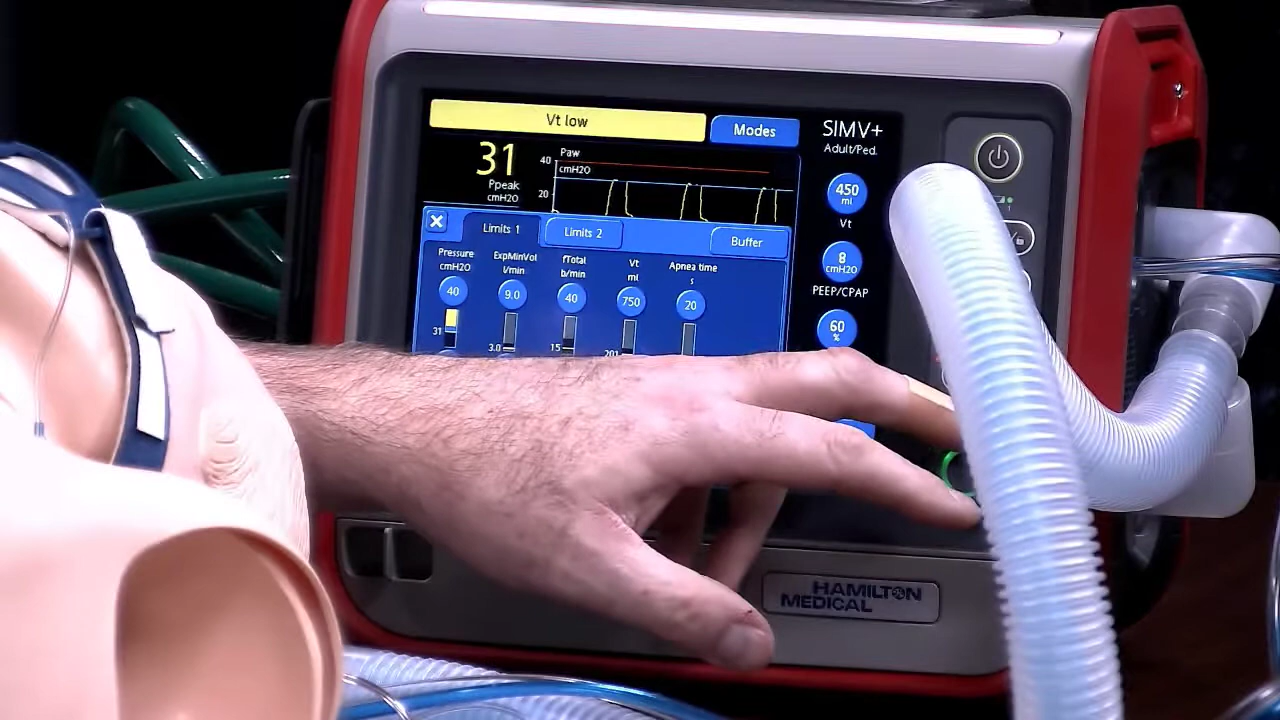 Vt low
Modes
SIMV+
Adult/Ped.
31
Ppeak
cmH2O
40
20
Paw
cmH2O
450
ml
Vt
Limits 1
Limits 2
Buffer
8
cmH2O
PEEP/CPAP
Pressure
cmH2O
ExpMinVol
l/min
fTotal
b/min
Vt
ml
Apnea time
s
40
9.0
40
750
20
60
%
31
3.0
15
201
HAMILTON
MEDICAL